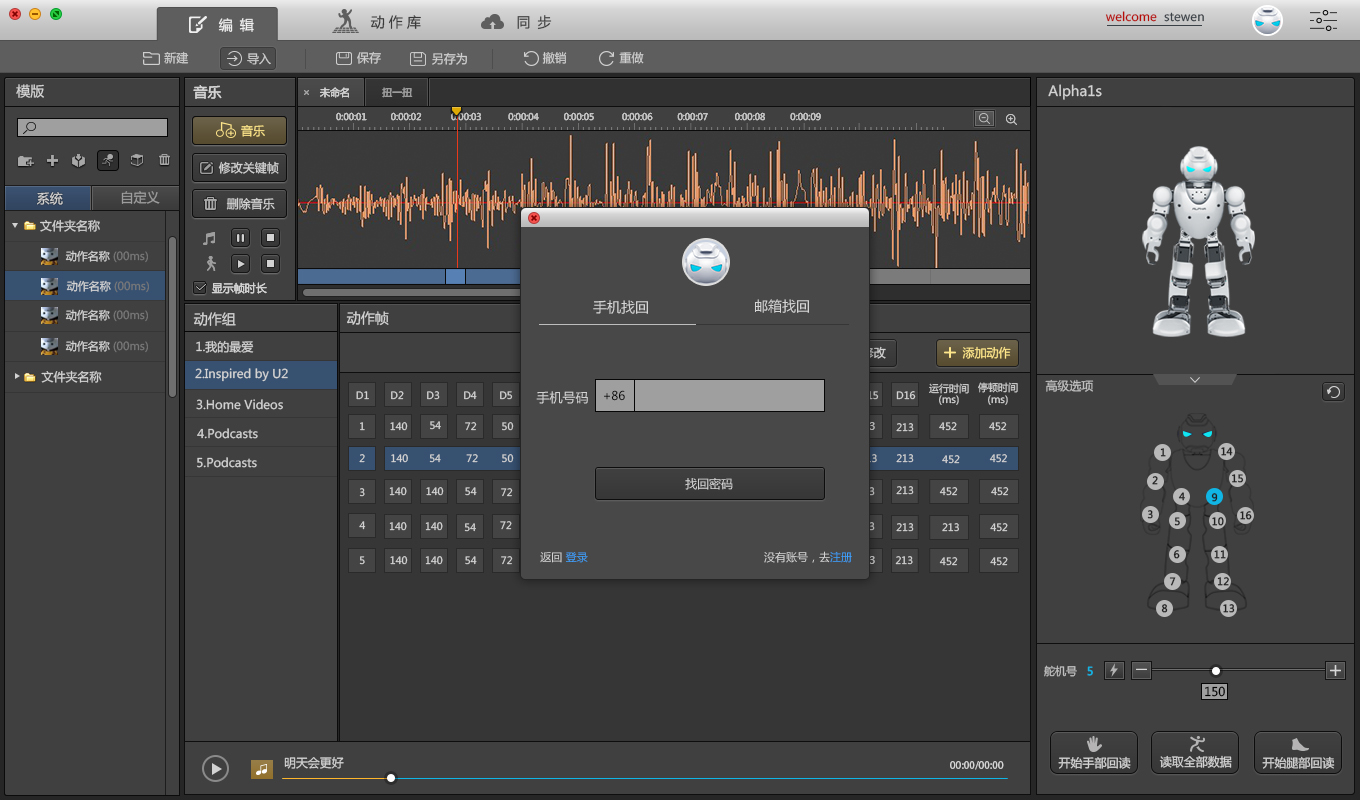 编 辑
动 作 库
同 步
welcome stewen
新建
导入
保存
另存为
撤销
重做
模版
系统
自定义
文件夹名称
动作名称 (00ms)
动作名称 (00ms)
动作名称 (00ms)
动作名称 (00ms)
文件夹名称
音乐
音乐
修改关键帧
删除音乐
显示帧时长
× 未命名
扭一扭
0:00:01 0:00:02 0:00:03 0:00:04 0:00:05 0:00:06 0:00:07 0:00:08 0:00:09
动作组
1.我的最爱
2.Inspired by U2
3.Home Videos
4.Podcasts
5.Podcasts
动作帧
添加动作
D1 D2 D3 D4 D5 D16 运行时间(ms) 停顿时间(ms)
1 140 54 72 50 213 452 452
2 140 54 72 50 213 452 452
3 140 140 54 72 213 452 452
4 140 140 54 72 213 213 452
5 140 140 54 72 213 452 452
手机找回
邮箱找回
手机号码 +86
找回密码
返回 登录
没有账号，去注册
明天会更好
00:00/00:00
Alpha1s
高级选项
1 14
2 15
4 9
3 5 10 16
6 11
7 12
8 13
舵机号 5
150
开始手部回读
读取全部数据
开始腿部回读